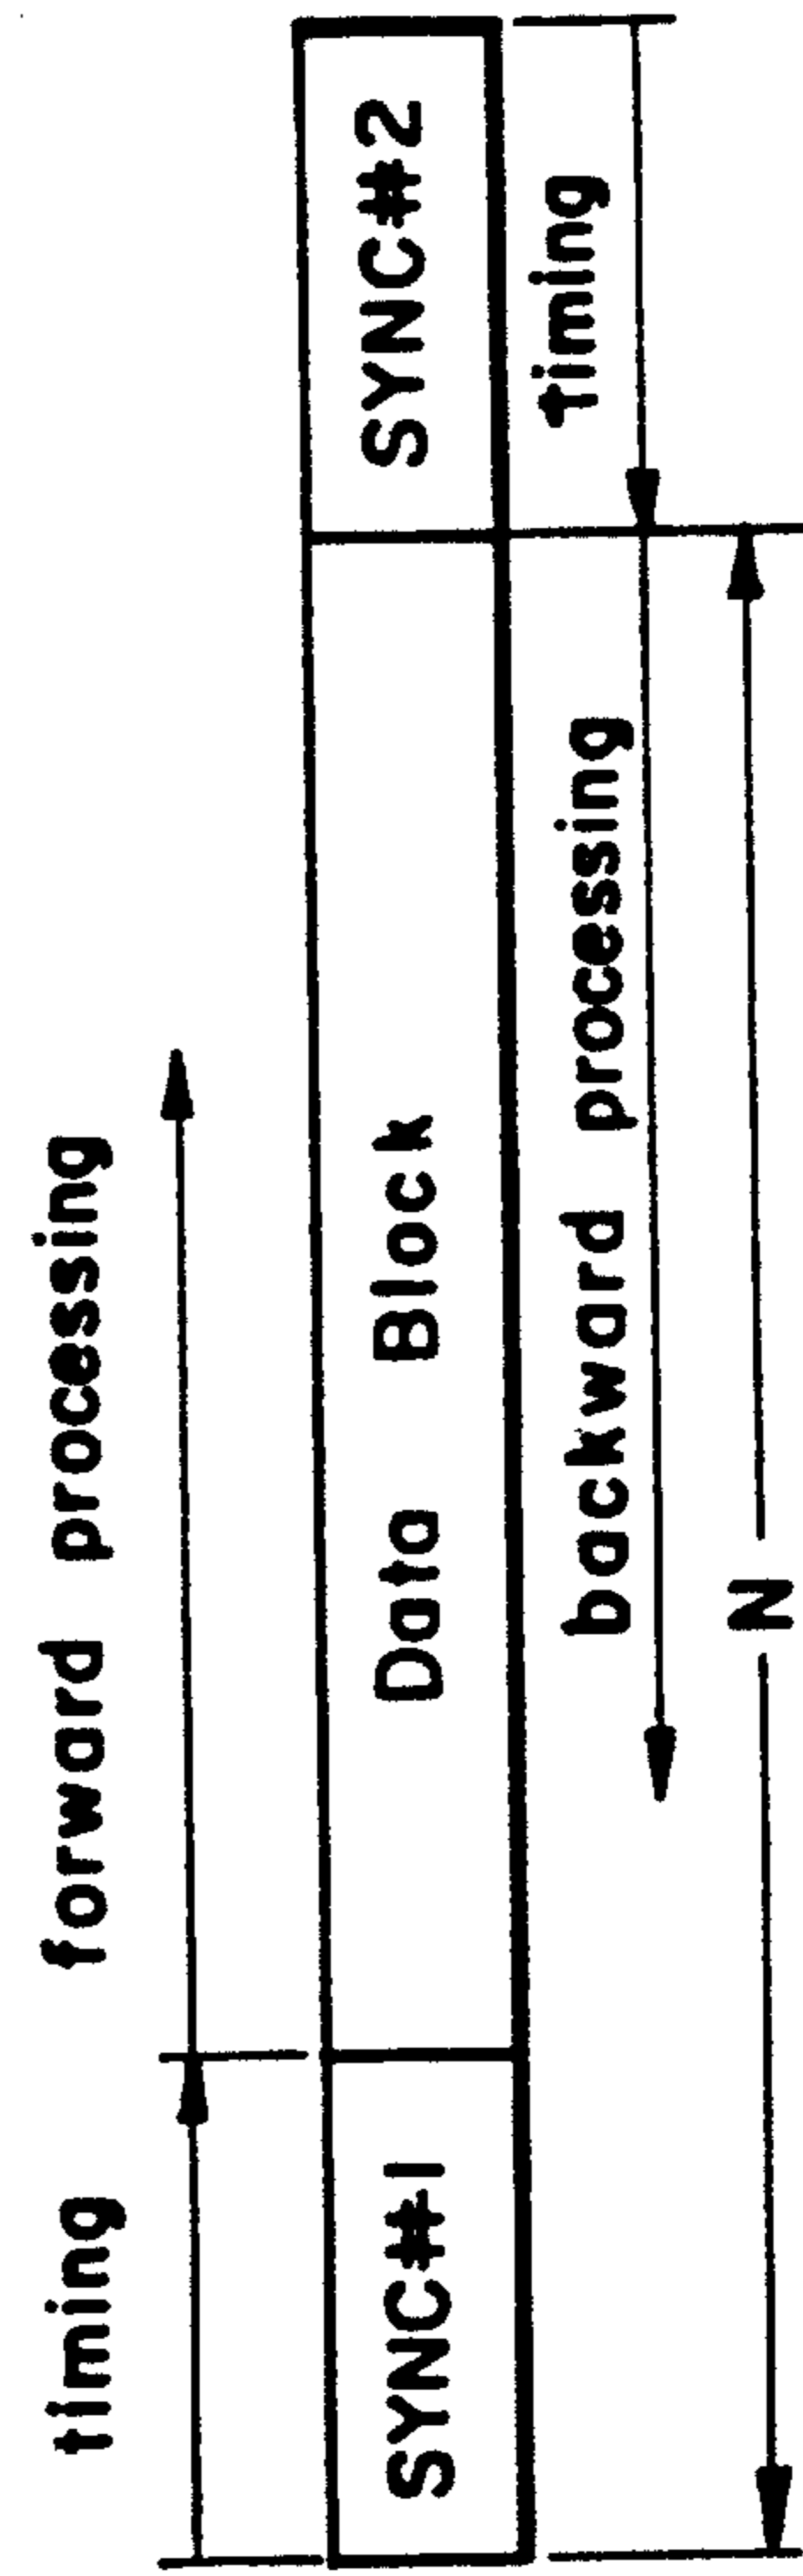 timing forward processing
SYNC#1 Data Block SYNC#2
backward processing timing
N